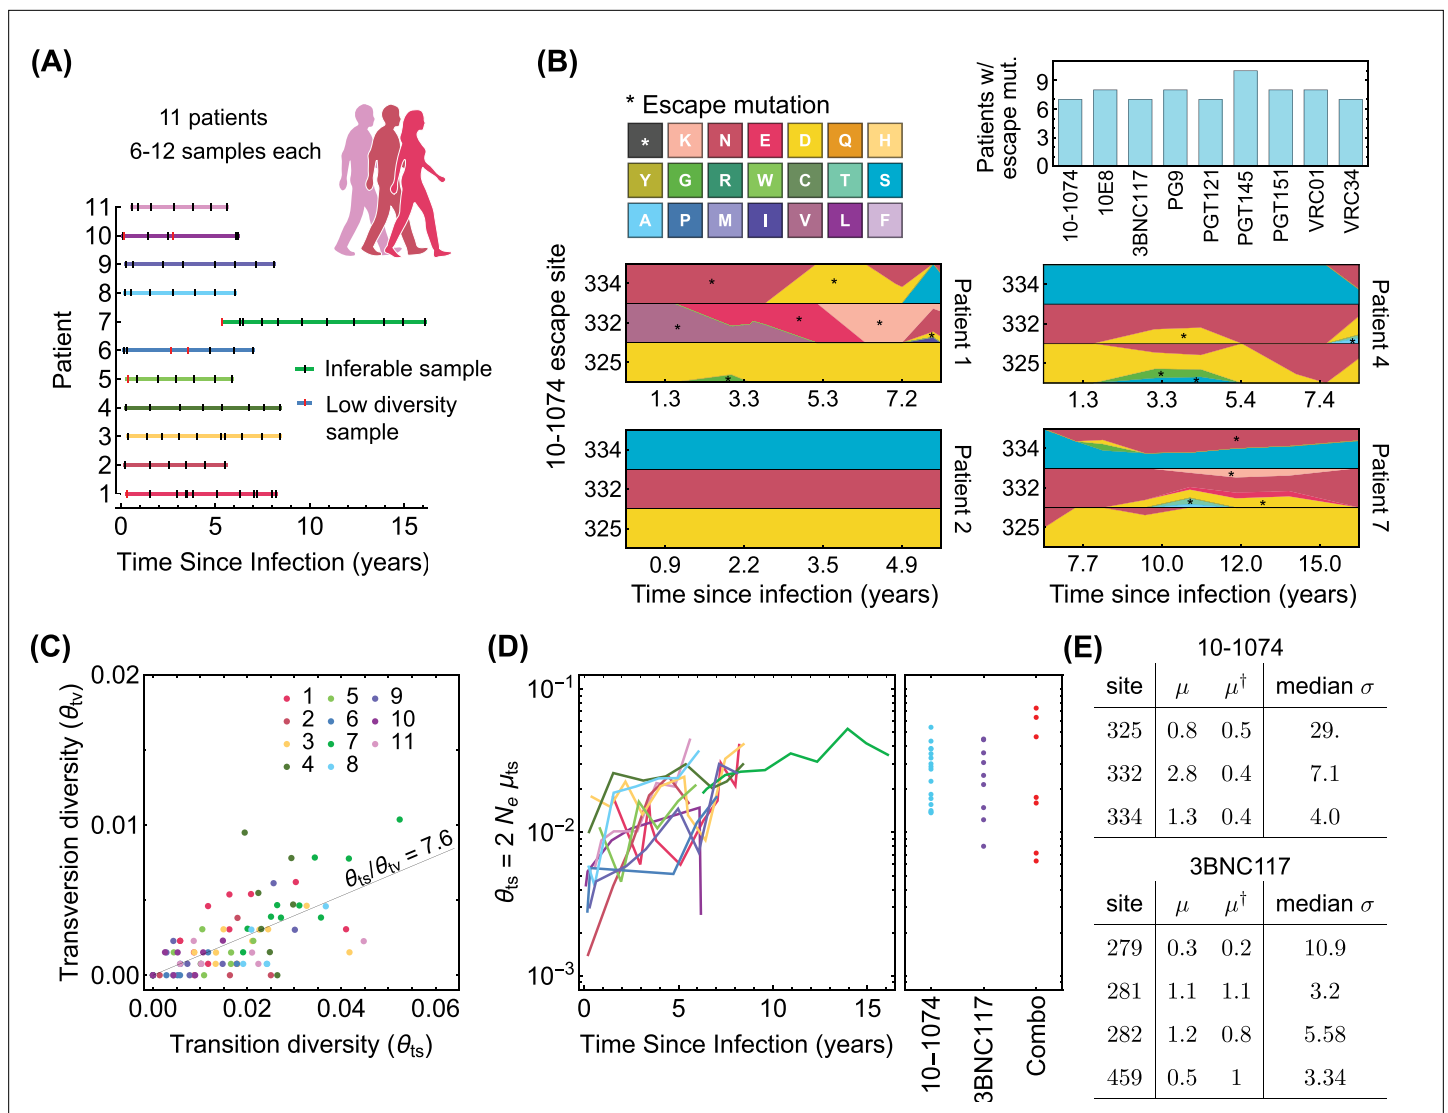 (A)
11 patients
6-12 samples each
Patient
11
10
9
8
7
6
5
4
3
2
1
Inferable sample
Low diversity
sample
0 5 10 15
Time Since Infection (years)
(B)
* Escape mutation
* K N E D Q H
Y G R W C T S
A P M I V L F
Patients w/
escape mut.
9
6
3
0
10-1074
10E8
3BNC117
PG9
PGT121
PGT145
PGT151
VRC01
VRC34
10-1074 escape site
334
332
325
* * * * * * *
1.3 3.3 5.3 7.2
Patient 1
334
332
325
* * * *
1.3 3.3 5.4 7.4
Patient 4
334
332
325
0.9 2.2 3.5 4.9
Patient 2
Time since infection (years)
334
332
325
* * * *
7.7 10.0 12.0 15.0
Patient 7
Time since infection (years)
(C)
Transversion diversity (θtv)
0.02
0.01
0.00
1 5 9
2 6 10
3 7 11
4 8
θts/θtv = 7.6
0.00 0.02 0.04 0.06
Transition diversity (θts)
(D)
θts = 2 Ne μts
10−1
10−2
10−3
0 5 10 15
Time Since Infection (years)
10−1074
3BNC117
Combo
(E)
10-1074
site μ μ† median σ
325 0.8 0.5 29.
332 2.8 0.4 7.1
334 1.3 0.4 4.0
3BNC117
site μ μ† median σ
279 0.3 0.2 10.9
281 1.1 1.1 3.2
282 1.2 0.8 5.58
459 0.5 1 3.34